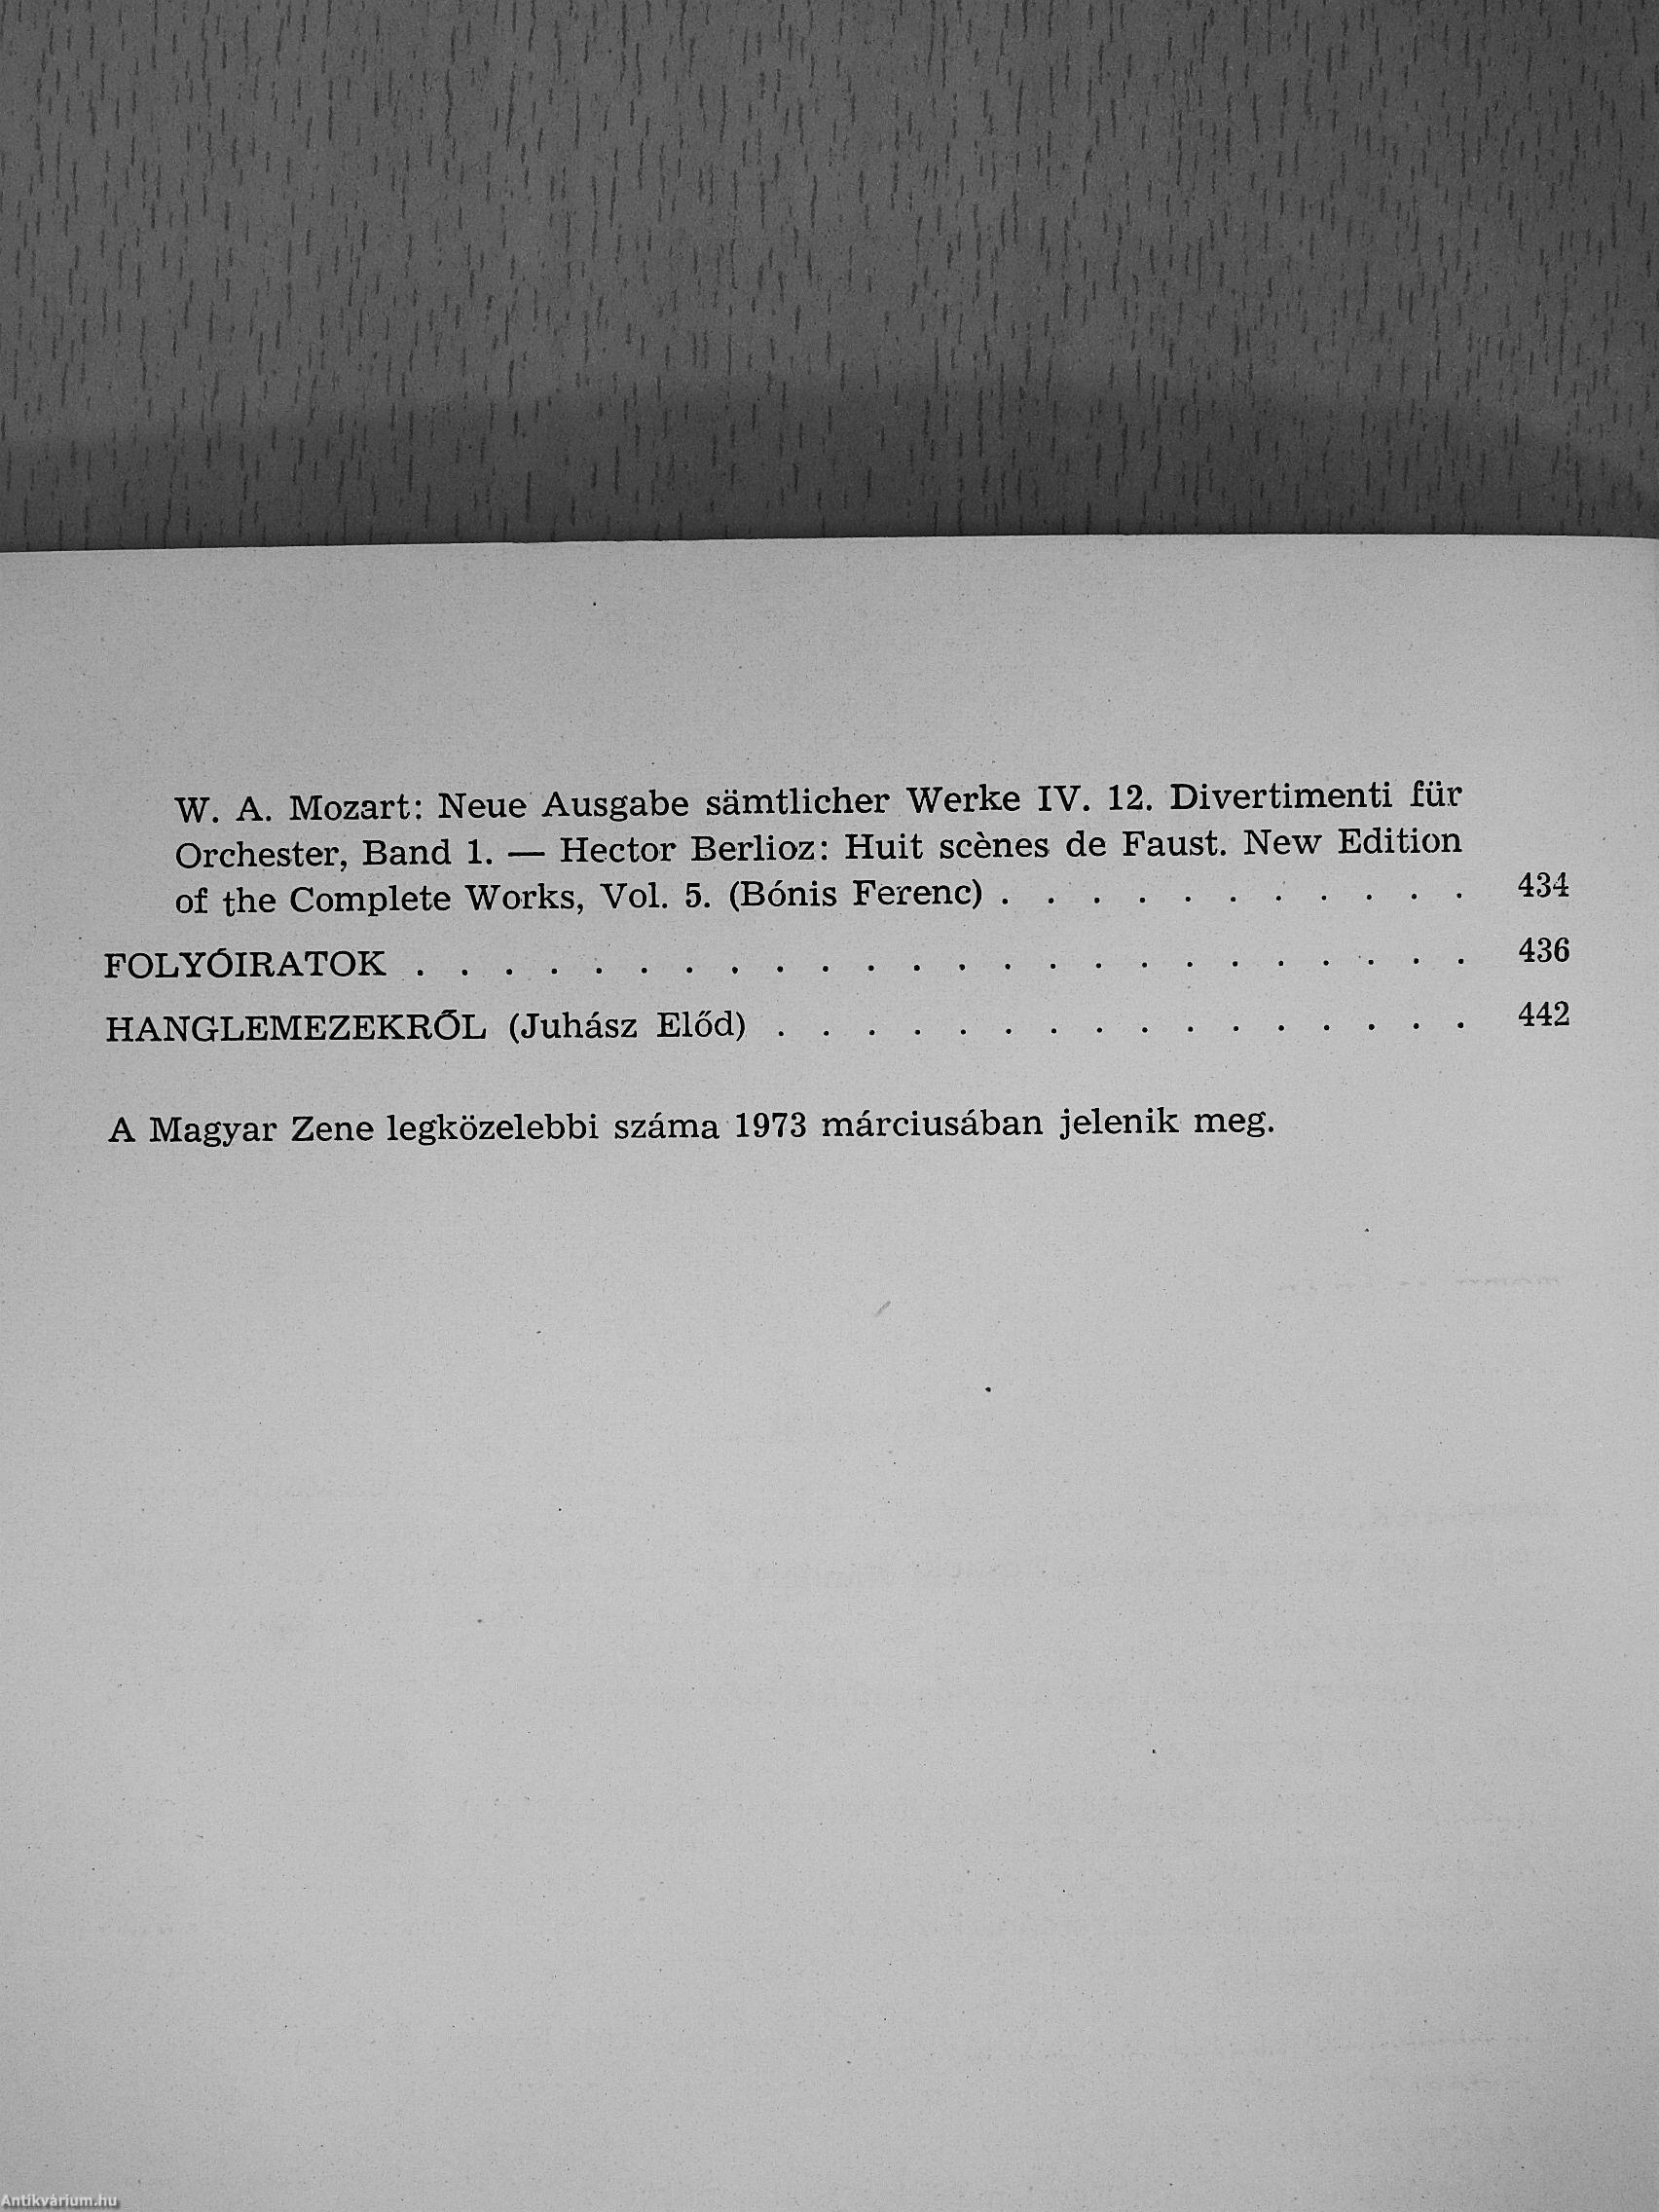 W. A. Mozart: Neue Ausgabe sämtlicher Werke IV. 12. Divertimenti für
Orchester, Band 1. — Hector Berlioz: Huit scènes de Faust. New Edition
of the Complete Works, Vol. 5. (Bónis Ferenc) . . . . . . . . . . . 434
FOLYÓIRATOK . . . . . . . . . . . . . . . . . . . . . . . . 436
HANGLEMEZEKRŐL (Juhász Előd) . . . . . . . . . . . . . . . . 442
A Magyar Zene legközelebbi száma 1973 márciusában jelenik meg.
Antikvárium.hu